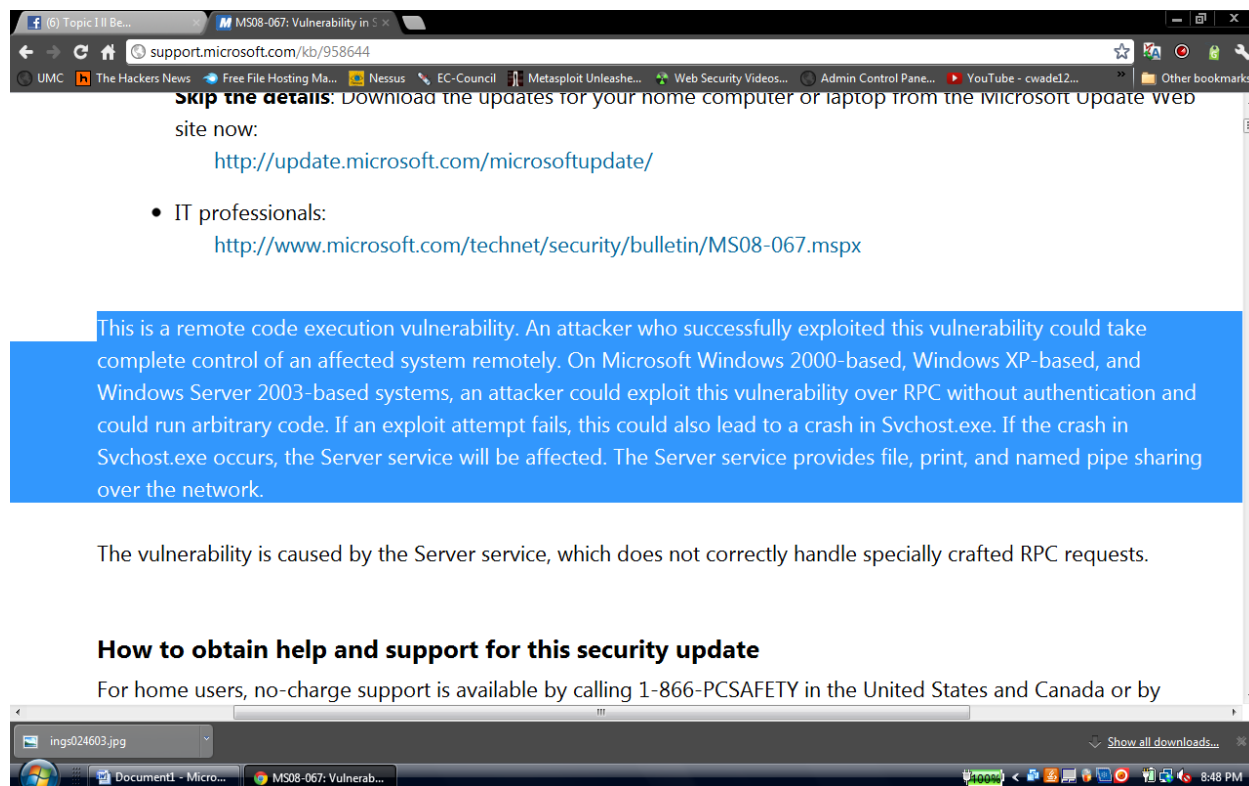 (6) Topic I ll Be...
MS08-067: Vulnerability in S
support.microsoft.com/kb/958644
UMC The Hackers News Free File Hosting Ma... Nessus EC-Council Metasploit Unleashe... Web Security Videos... Admin Control Pane... YouTube - cwade12... » Other bookmarks
Skip the details: Download the updates for your home computer or laptop from the Microsoft Update Web
site now:
http://update.microsoft.com/microsoftupdate/
• IT professionals:
http://www.microsoft.com/technet/security/bulletin/MS08-067.mspx
This is a remote code execution vulnerability. An attacker who successfully exploited this vulnerability could take
complete control of an affected system remotely. On Microsoft Windows 2000-based, Windows XP-based, and
Windows Server 2003-based systems, an attacker could exploit this vulnerability over RPC without authentication and
could run arbitrary code. If an exploit attempt fails, this could also lead to a crash in Svchost.exe. If the crash in
Svchost.exe occurs, the Server service will be affected. The Server service provides file, print, and named pipe sharing
over the network.
The vulnerability is caused by the Server service, which does not correctly handle specially crafted RPC requests.
How to obtain help and support for this security update
For home users, no-charge support is available by calling 1-866-PCSAFETY in the United States and Canada or by
ings024603.jpg
Show all downloads...
Document1 - Micro... MS08-067: Vulnerab... 100% 8:48 PM